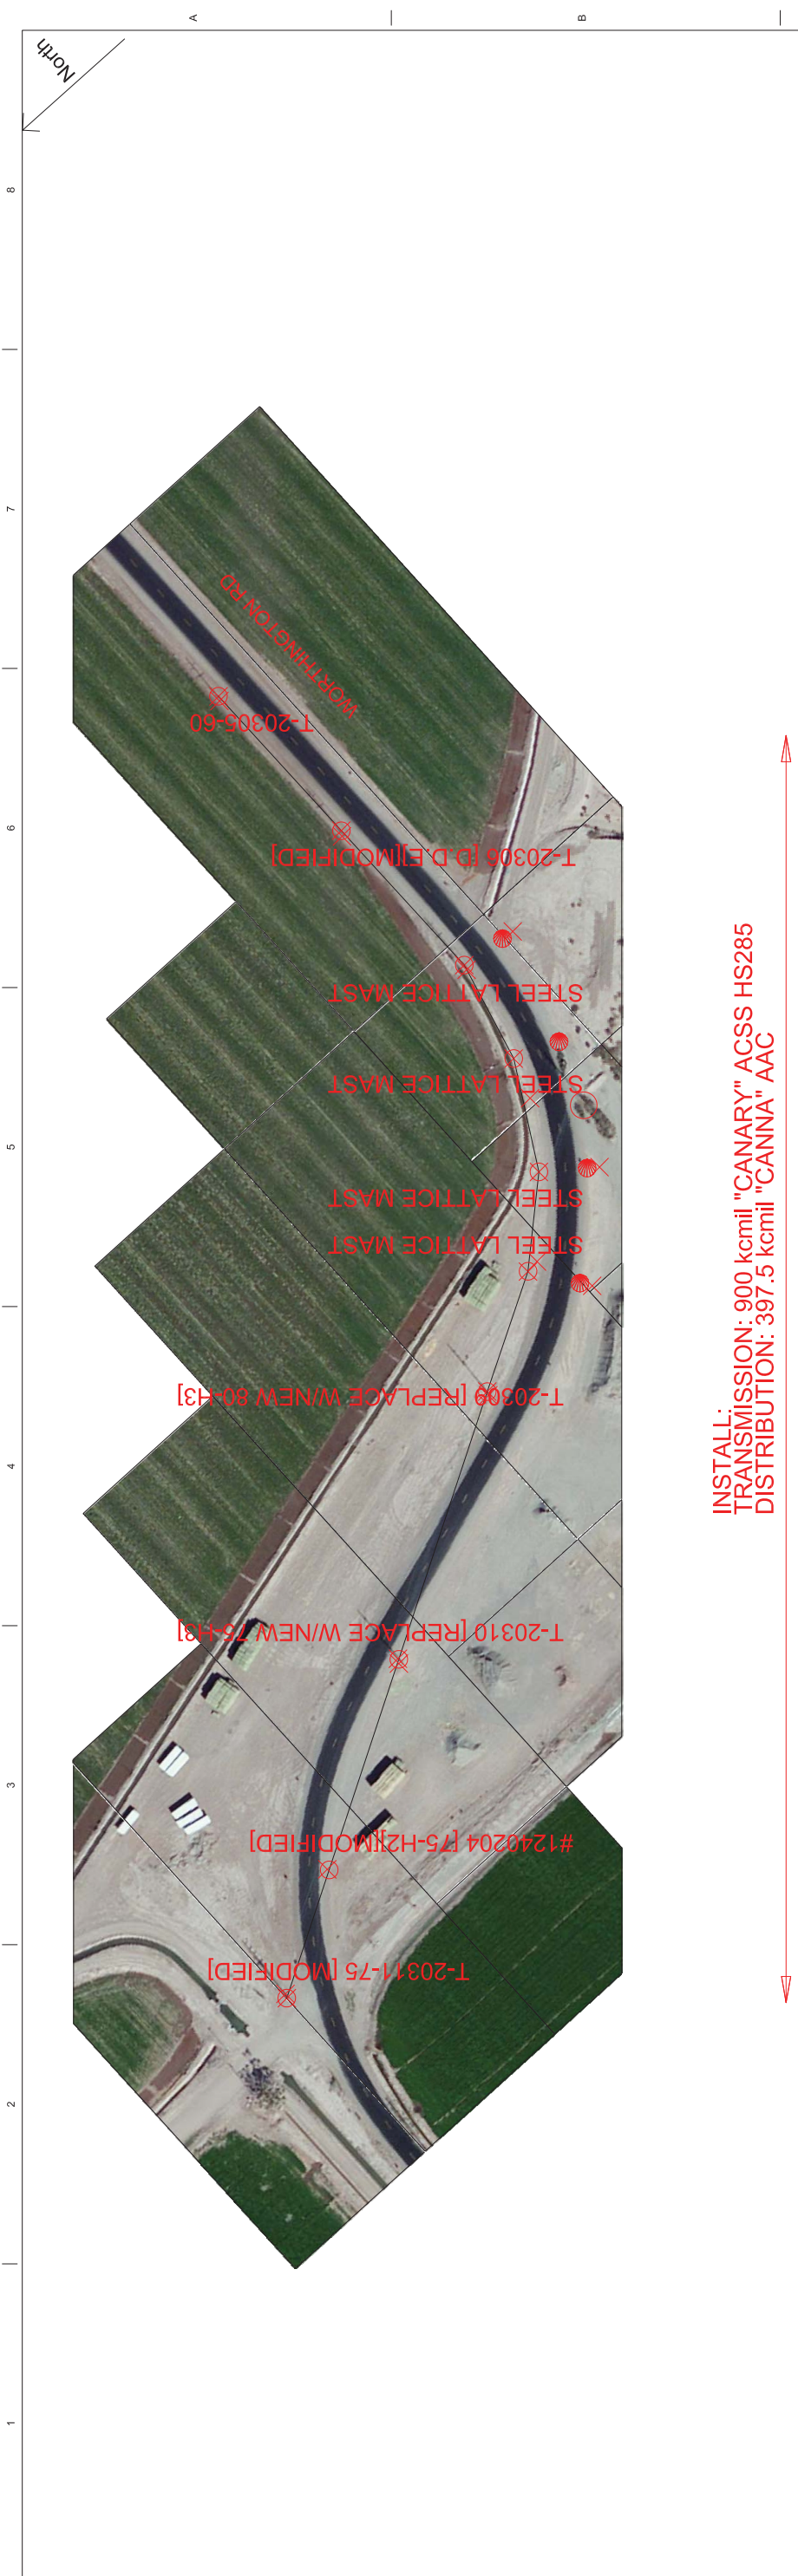 A
B
North
8
7
WORTHINGTON RD
T-20305-60
6
T-20306 [D.D.E][MODIFIED]
STEEL LATTICE MAST
STEEL LATTICE MAST
5
STEEL LATTICE MAST
STEEL LATTICE MAST
T-20309 [REPLACE W/NEW 80-H3]
4
T-20310 [REPLACE W/NEW 75-H3]
3
#1240204 [75-H2][MODIFIED]
T-20311-75 [MODIFIED]
2
1
INSTALL:
TRANSMISSION: 900 kcmil "CANARY" ACSS HS285
DISTRIBUTION: 397.5 kcmil "CANNA" AAC